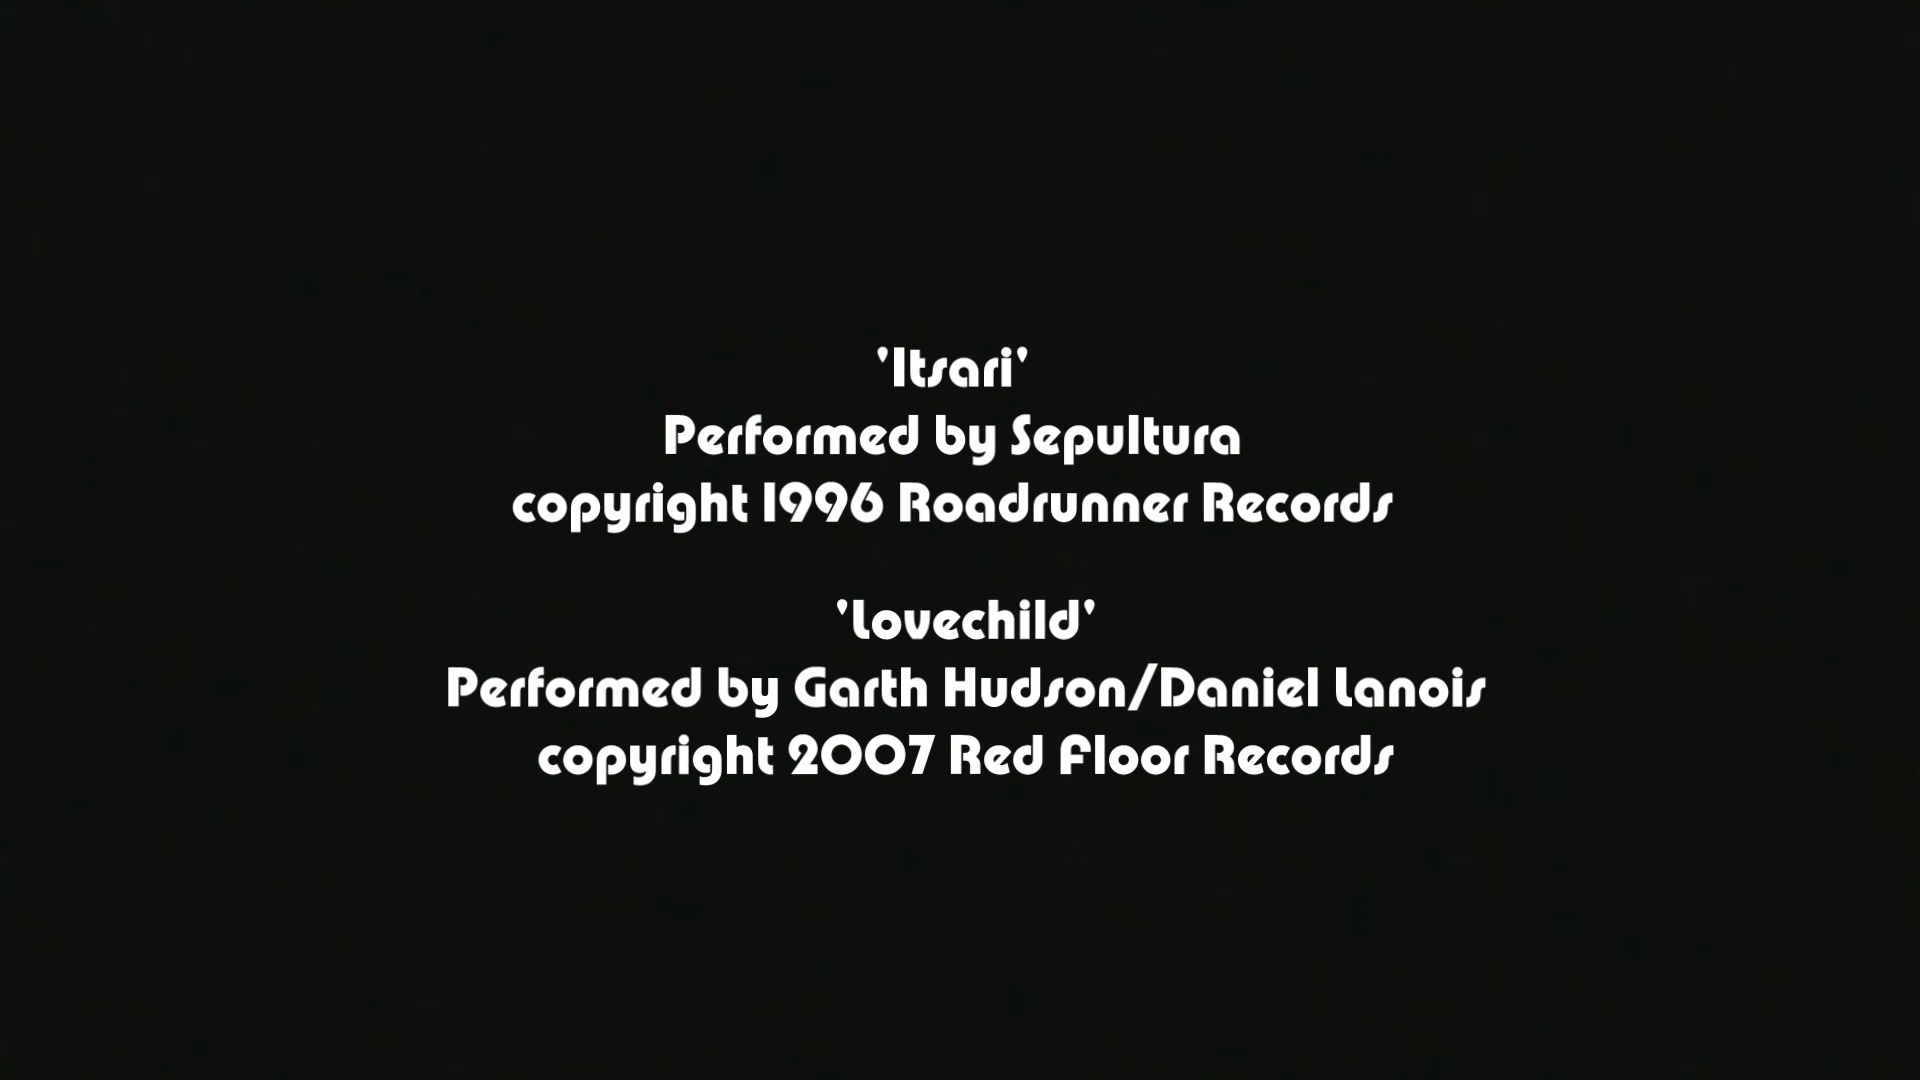 'Itsari'
Performed by Sepultura
copyright 1996 Roadrunner Records
'Lovechild'
Performed by Garth Hudson/Daniel Lanois
copyright 2007 Red Floor Records